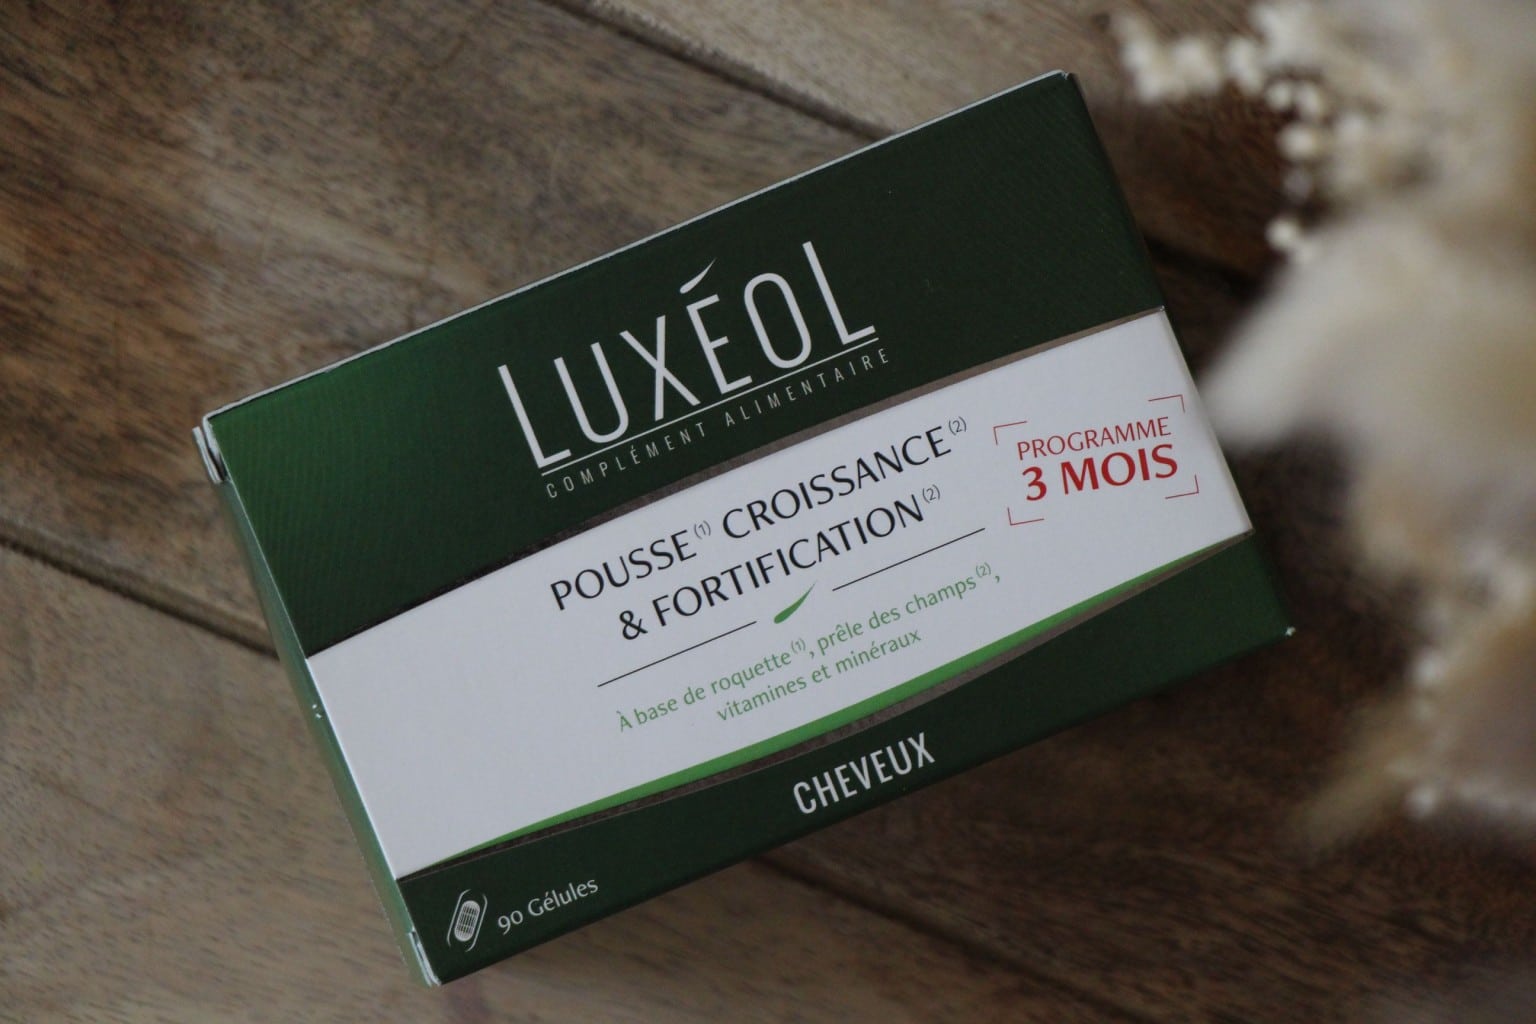 LUXÉOL
COMPLÉMENT ALIMENTAIRE
POUSSE(1) CROISSANCE(2)
& FORTIFICATION(2)
PROGRAMME
3 MOIS
À base de roquette(1), prêle des champs(2),
vitamines et minéraux
CHEVEUX
90 Gélules